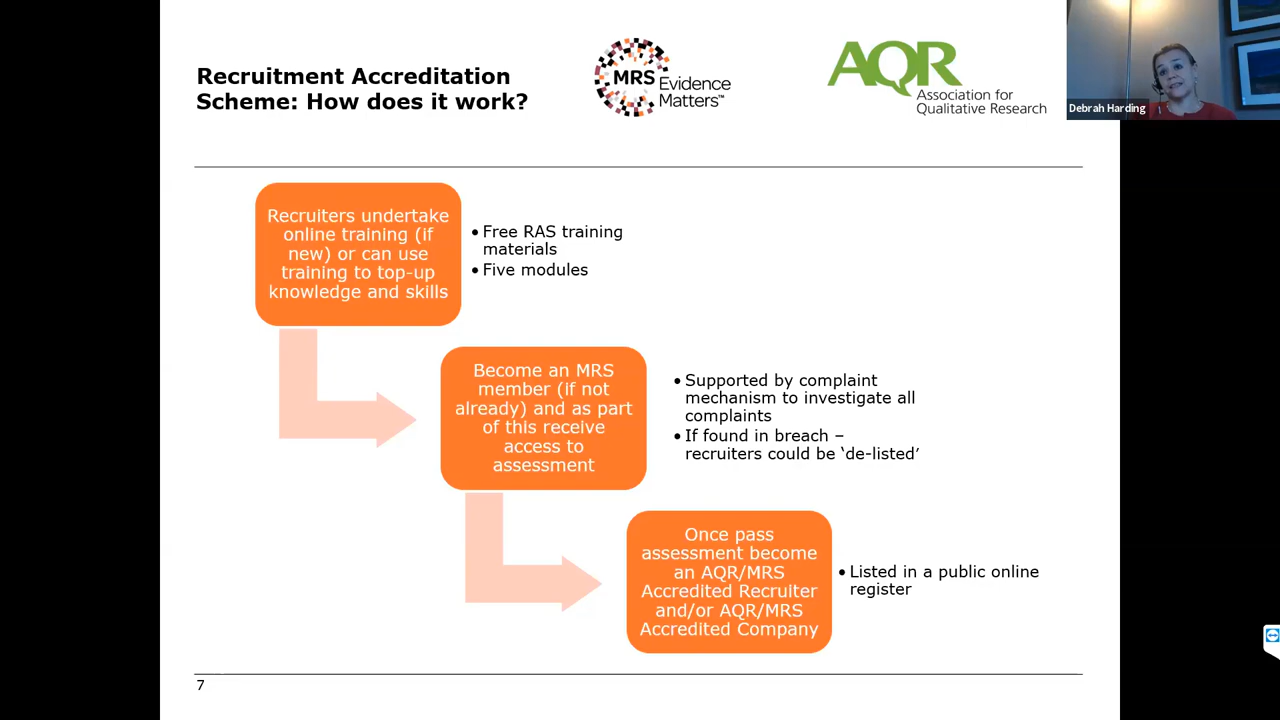 Recruitment Accreditation
Scheme: How does it work?
MRS Evidence
Matters™
AQR
Association for
Qualitative Research
Debrah Harding
Recruiters undertake
online training (if
new) or can use
training to top-up
knowledge and skills
• Free RAS training
materials
• Five modules
Become an MRS
member (if not
already) and as part
of this receive
access to
assessment
• Supported by complaint
mechanism to investigate all
complaints
• If found in breach –
recruiters could be ‘de-listed’
Once pass
assessment become
an AQR/MRS
Accredited Recruiter
and/or AQR/MRS
Accredited Company
• Listed in a public online
register
7